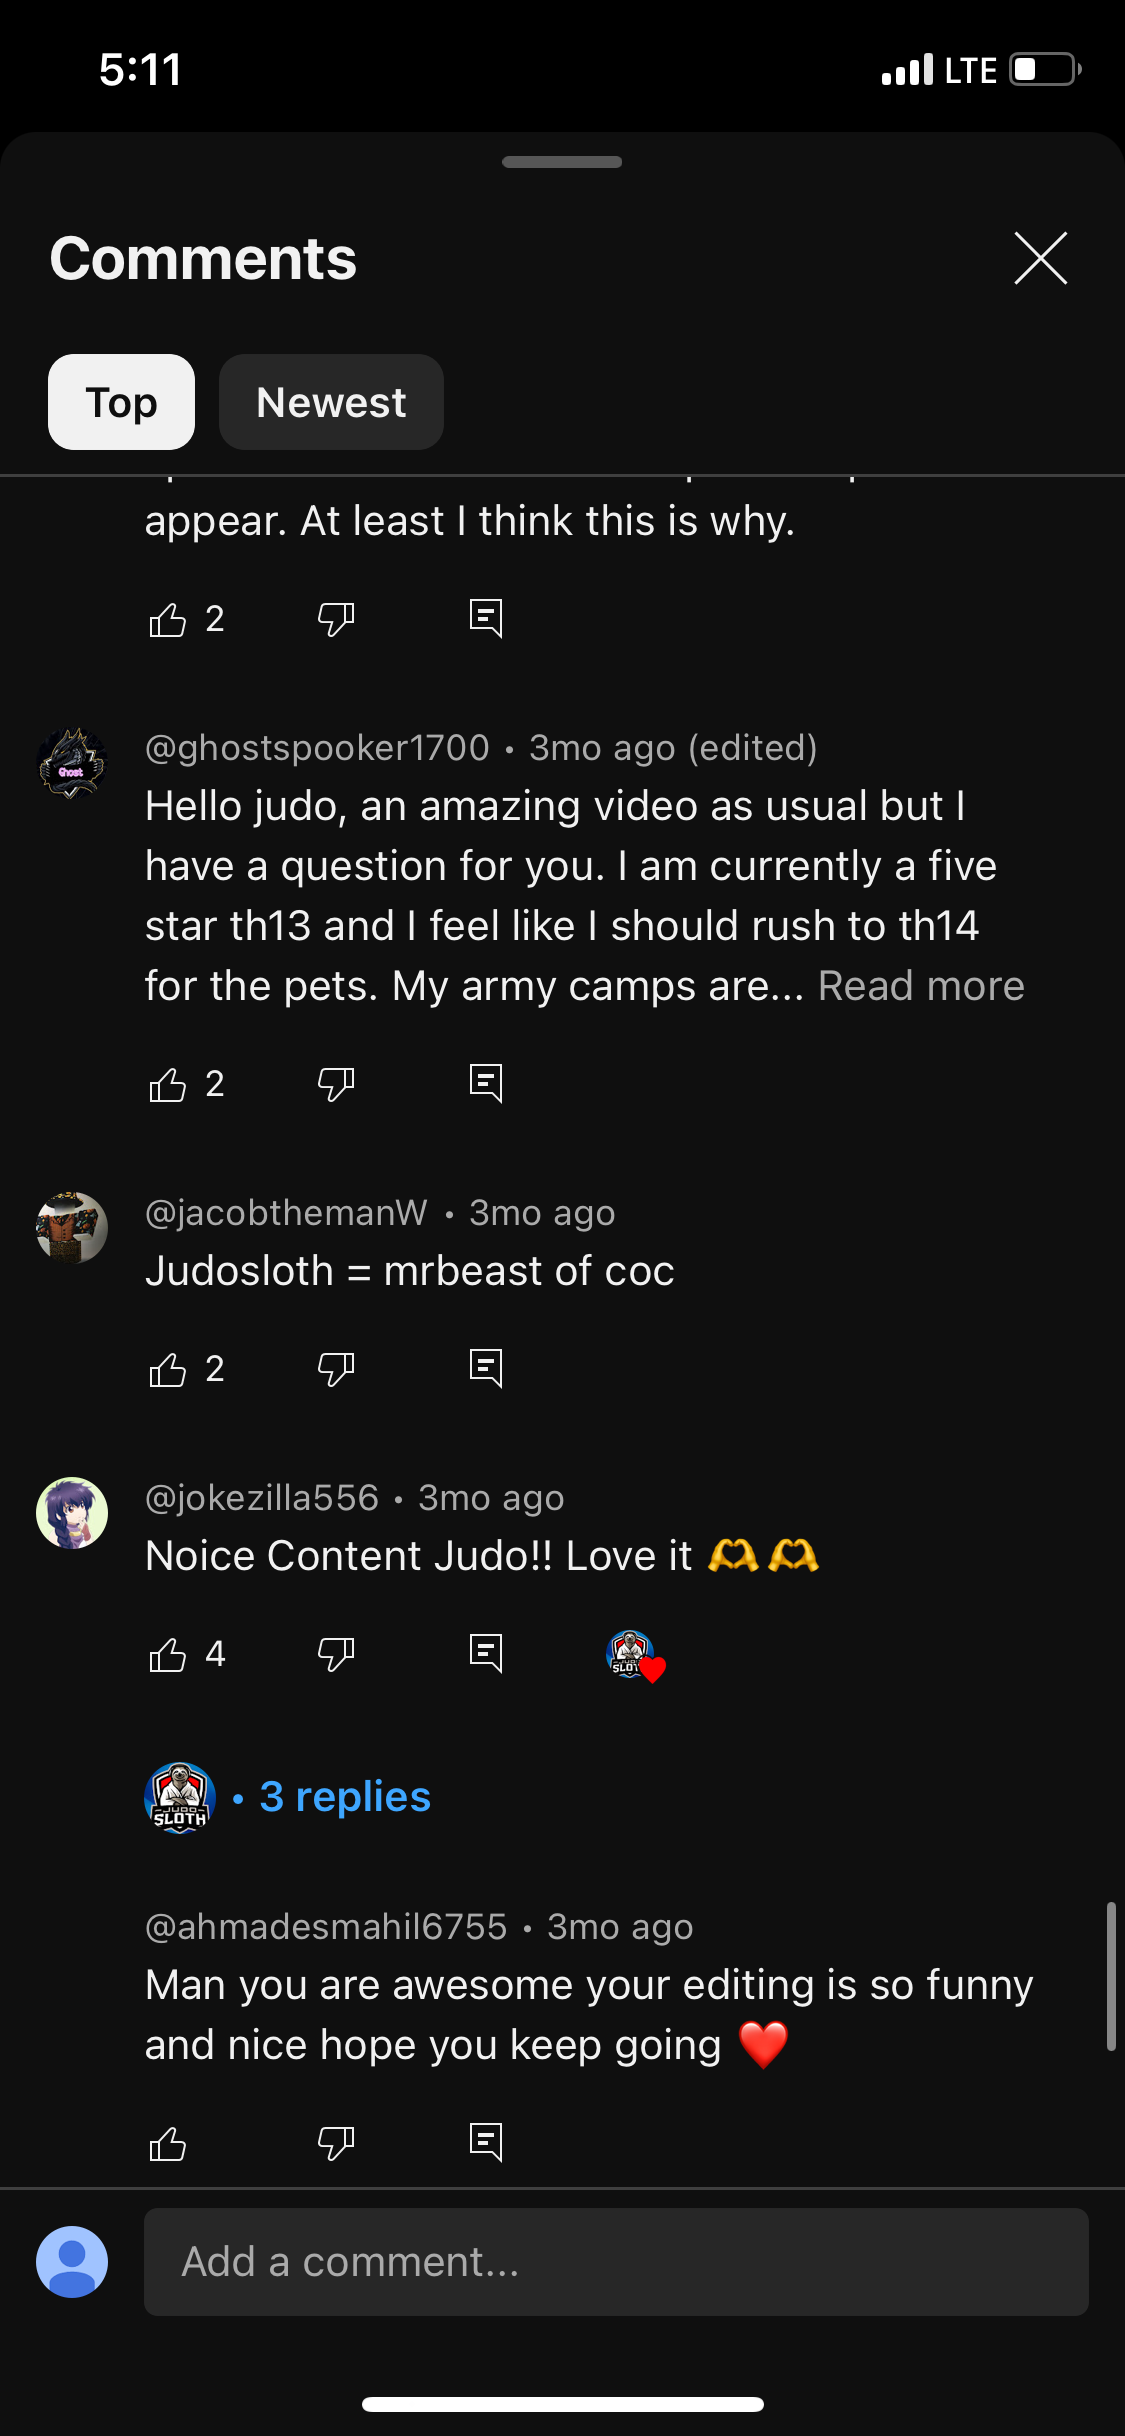 5:11
LTE
Comments
Top
Newest
appear. At least I think this is why.
2
@ghostspooker1700 • 3mo ago (edited)
Ghost
Hello judo, an amazing video as usual but I
have a question for you. I am currently a five
star th13 and I feel like I should rush to th14
for the pets. My army camps are... Read more
2
@jacobthemanW • 3mo ago
Judosloth = mrbeast of coc
2
@jokezilla556 • 3mo ago
Noice Content Judo!! Love it 🫶🫶
4
JUDO
SLOTH
• 3 replies
@ahmadesmahil6755 • 3mo ago
Man you are awesome your editing is so funny
and nice hope you keep going ❤️
Add a comment...